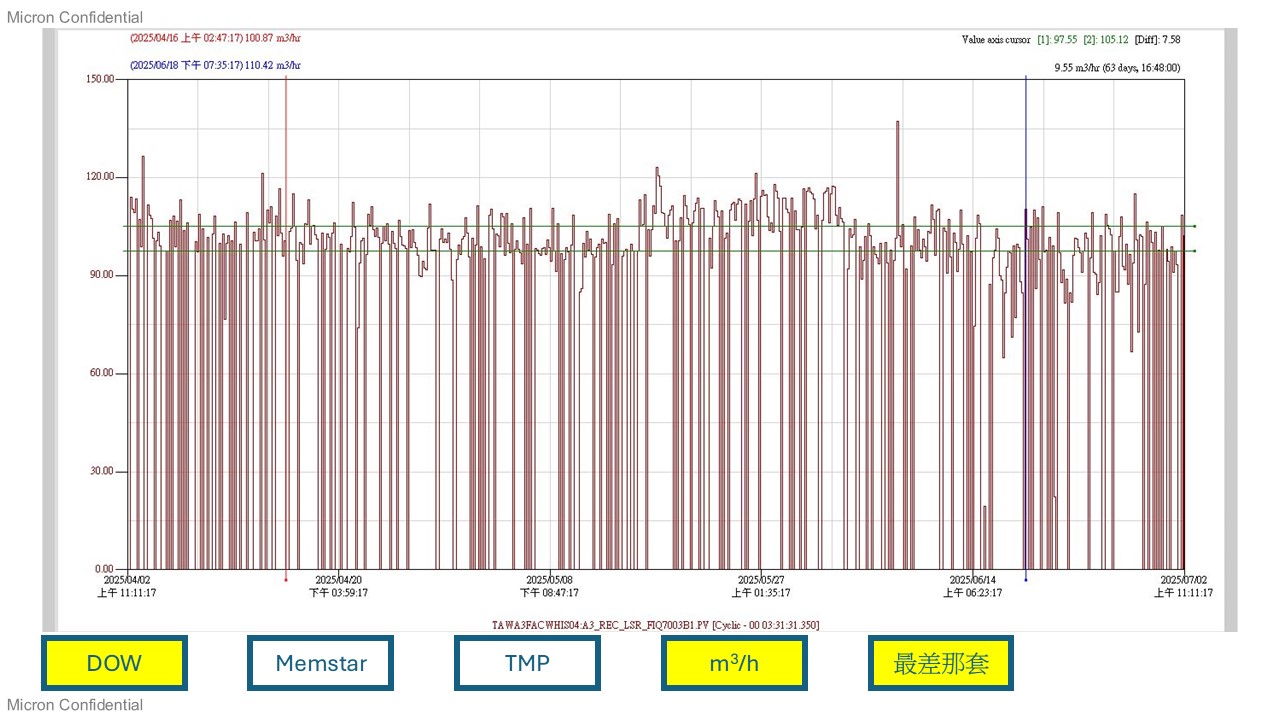 Micron Confidential
(2025/04/16 上午 02:47:17) 100.87 m3/hr
Value axis cursor [1]: 97.55 [2]: 105.12 [Diff]: 7.58
(2025/06/18 下午 07:35:17) 110.42 m3/hr
9.55 m3/hr (63 days, 16:48:00)
150.00
120.00
90.00
60.00
30.00
0.00
2025/04/02 2025/04/20 2025/05/08 2025/05/27 2025/06/14 2025/07/02
上午 11:11:17 下午 03:59:17 下午 08:47:17 上午 01:35:17 上午 06:23:17 上午 11:11:17
TAWA3FACWHIS04:A3_REC_LSR_FIQ7003B1.PV [Cyclic - 00 03:31:31.350]
DOW Memstar TMP m³/h 最差那套
Micron Confidential